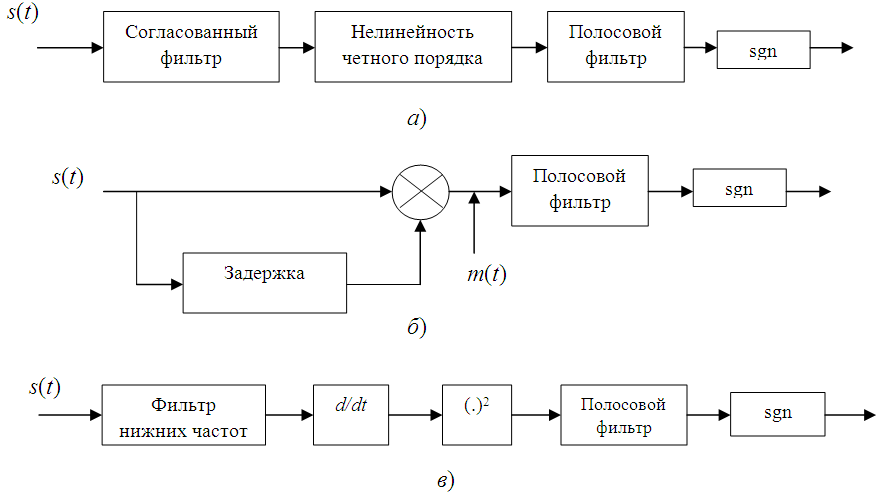 s(t)
Согласованный
фильтр
Нелинейность
четного порядка
Полосовой
фильтр
sgn
а)
s(t)
Полосовой
фильтр
sgn
Задержка
m(t)
б)
s(t)
Фильтр
нижних частот
d/dt
(.)²
Полосовой
фильтр
sgn
в)